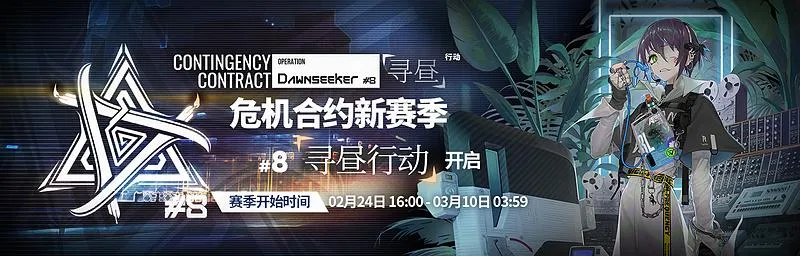 CONTINGENCY
CONTRACT
OPERATION
DAWNSEEKER #8
「寻昼」
行动
危机合约新赛季
#8 寻昼行动 开启
#8
赛季开始时间 02月24日 16:00 - 03月10日 03:59